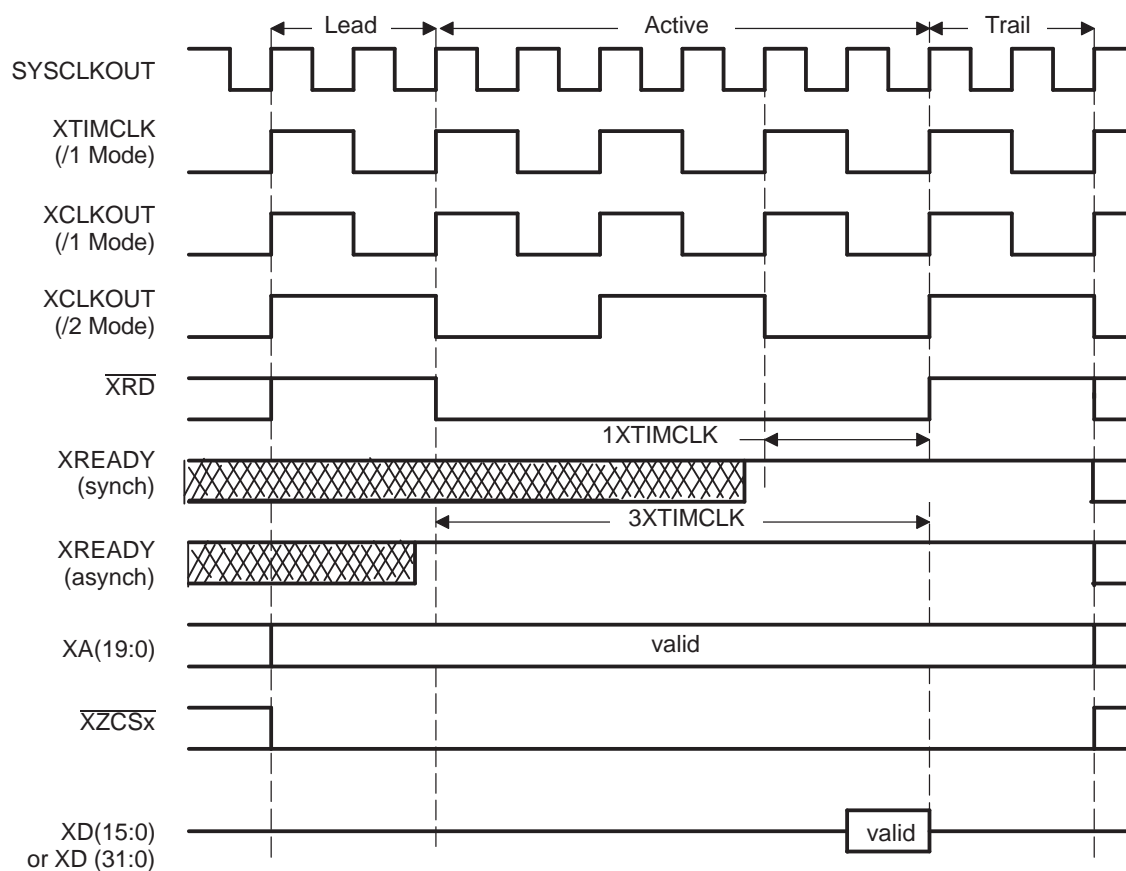 Lead Active Trail
SYSCLKOUT
XTIMCLK
(/1 Mode)
XCLKOUT
(/1 Mode)
XCLKOUT
(/2 Mode)
XRD
1XTIMCLK
XREADY
(synch)
3XTIMCLK
XREADY
(asynch)
XA(19:0) valid
XZCSx
XD(15:0) valid
or XD (31:0)